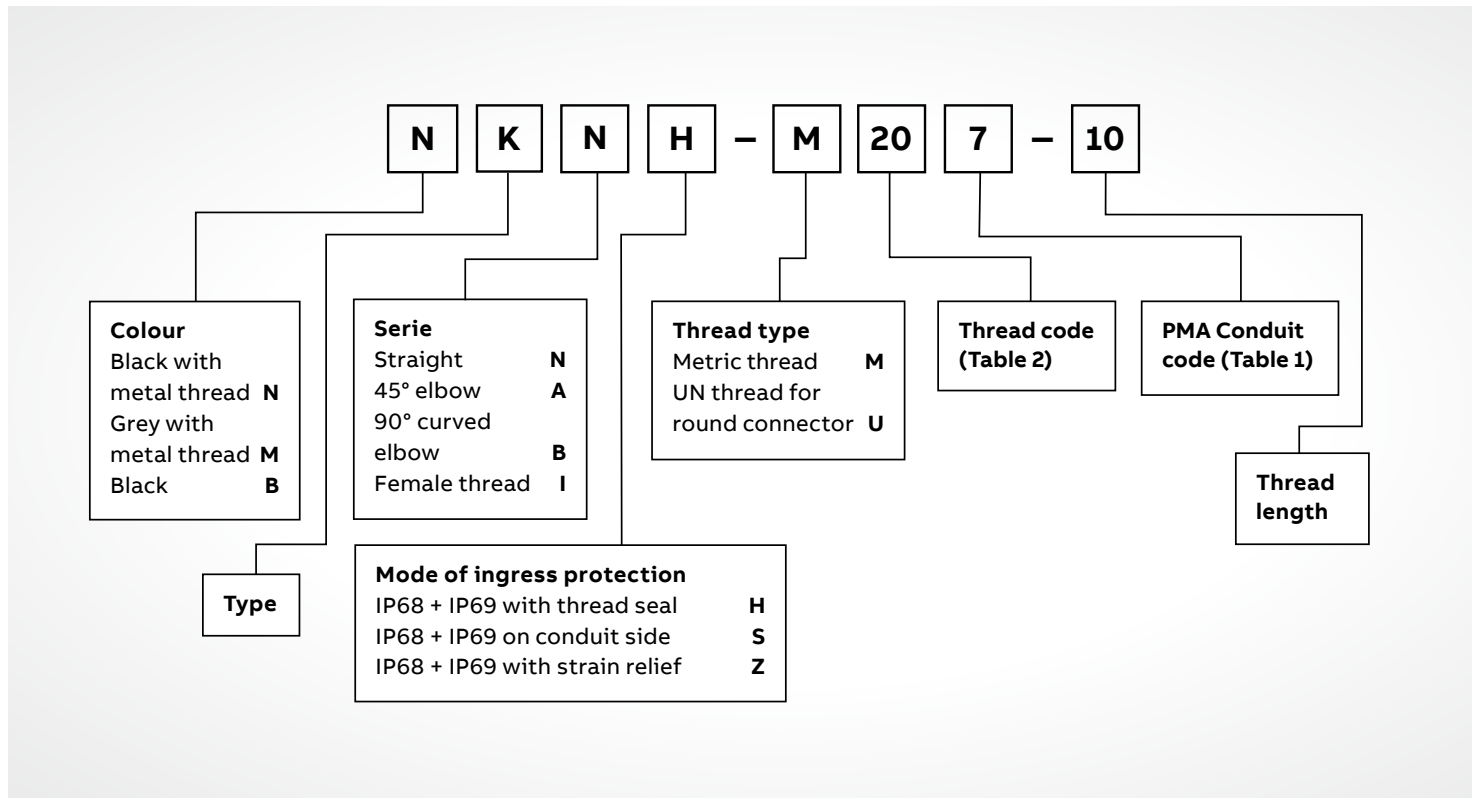 N K N H – M 20 7 – 10
Colour
Black with
metal thread N
Grey with
metal thread M
Black B
Serie
Straight N
45° elbow A
90° curved
elbow B
Female thread I
Thread type
Metric thread M
UN thread for
round connector U
Thread code
(Table 2)
PMA Conduit
code (Table 1)
Thread
length
Type
Mode of ingress protection
IP68 + IP69 with thread seal H
IP68 + IP69 on conduit side S
IP68 + IP69 with strain relief Z